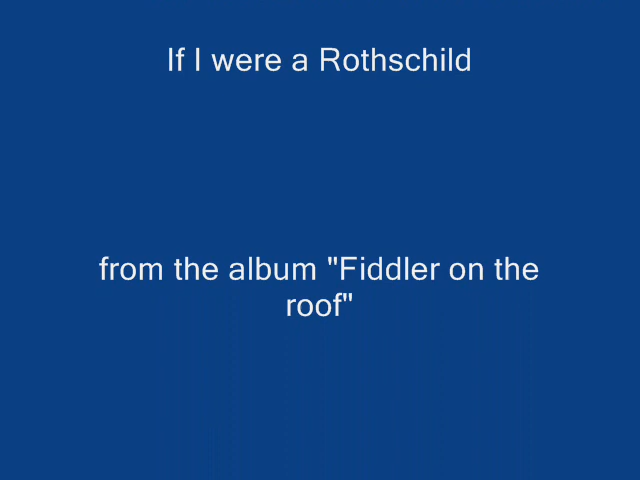 If I were a Rothschild
from the album "Fiddler on the
roof"